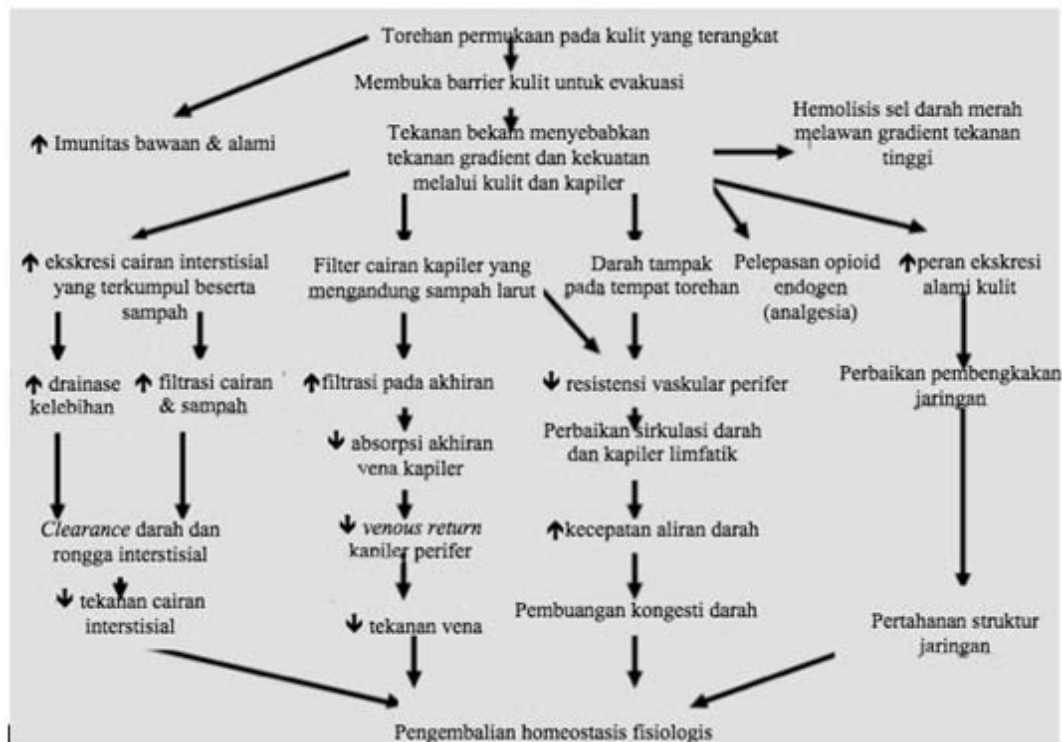 Torehan permukaan pada kulit yang terangkat
Membuka barrier kulit untuk evakuasi
↑ Imunitas bawaan & alami
Tekanan bekam menyebabkan
tekanan gradient dan kekuatan
melalui kulit dan kapiler
Hemolisis sel darah merah
melawan gradient tekanan
tinggi
↑ ekskresi cairan interstisial
yang terkumpul beserta
sampah
Filter cairan kapiler yang
mengandung sampah larut
Darah tampak
pada tempat torehan
Pelepasan opioid
endogen
(analgesia)
↑peran ekskresi
alami kulit
↑ drainase
kelebihan
↑ filtrasi cairan
& sampah
↑filtrasi pada akhiran
↓ resistensi vaskular perifer
Perbaikan pembengkakan
jaringan
↓ absorpsi akhiran
vena kapiler
Perbaikan sirkulasi darah
dan kapiler limfatik
Clearance darah dan
rongga interstisial
↓ venous return
kapiler perifer
↑kecepatan aliran darah
↓ tekanan cairan
interstisial
↓ tekanan vena
Pembuangan kongesti darah
Pertahanan struktur
jaringan
Pengembalian homeostasis fisiologis